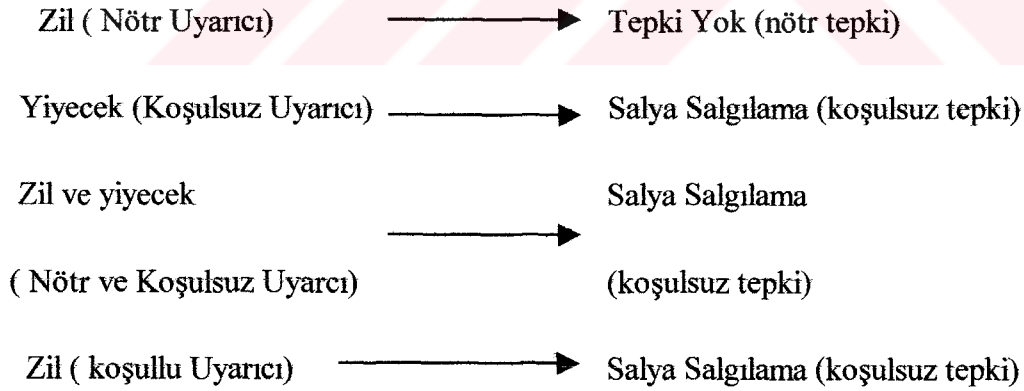 Zil ( Nötr Uyarıcı) Tepki Yok (nötr tepki)
Yiyecek (Koşulsuz Uyarıcı) Salya Salgılama (koşulsuz tepki)
Zil ve yiyecek Salya Salgılama
( Nötr ve Koşulsuz Uyarcı) (koşulsuz tepki)
Zil ( koşullu Uyarıcı) Salya Salgılama (koşulsuz tepki)